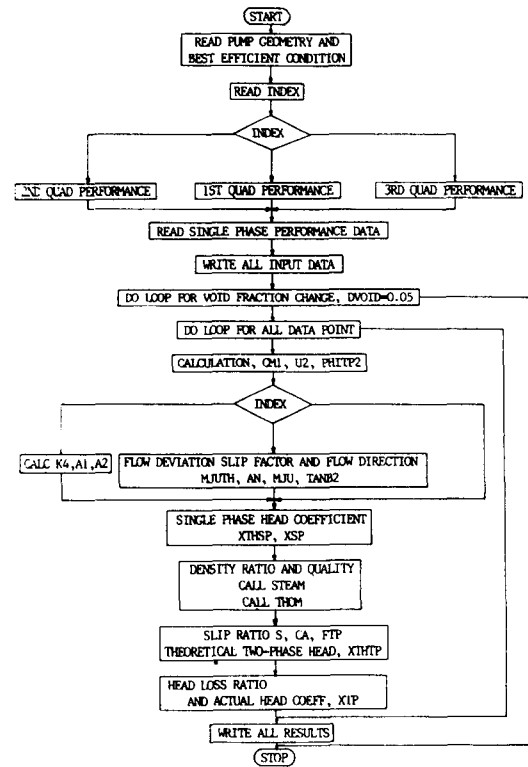 START
READ PUMP GEOMETRY AND
BEST EFFICIENT CONDITION
READ INDEX
INDEX
2ND QUAD PERFORMANCE
1ST QUAD PERFORMANCE
3RD QUAD PERFORMANCE
READ SINGLE PHASE PERFORMANCE DATA
WRITE ALL INPUT DATA
DO LOOP FOR VOID FRACTION CHANGE, DVOID=0.05
DO LOOP FOR ALL DATA POINT
CALCULATION, CM1, U2, PHITP2
INDEX
CALC K4,A1,A2
FLOW DEVIATION SLIP FACTOR AND FLOW DIRECTION
MJUTH, AN, MJU, TANB2
SINGLE PHASE HEAD COEFFICIENT
XTHSP, XSP
DENSITY RATIO AND QUALITY
CALL STEAM
CALL THOM
SLIP RATIO S, CA, FTP
THEORETICAL TWO-PHASE HEAD, XTHTP
HEAD LOSS RATIO
AND ACTUAL HEAD COEFF, XTP
WRITE ALL RESULTS
STOP